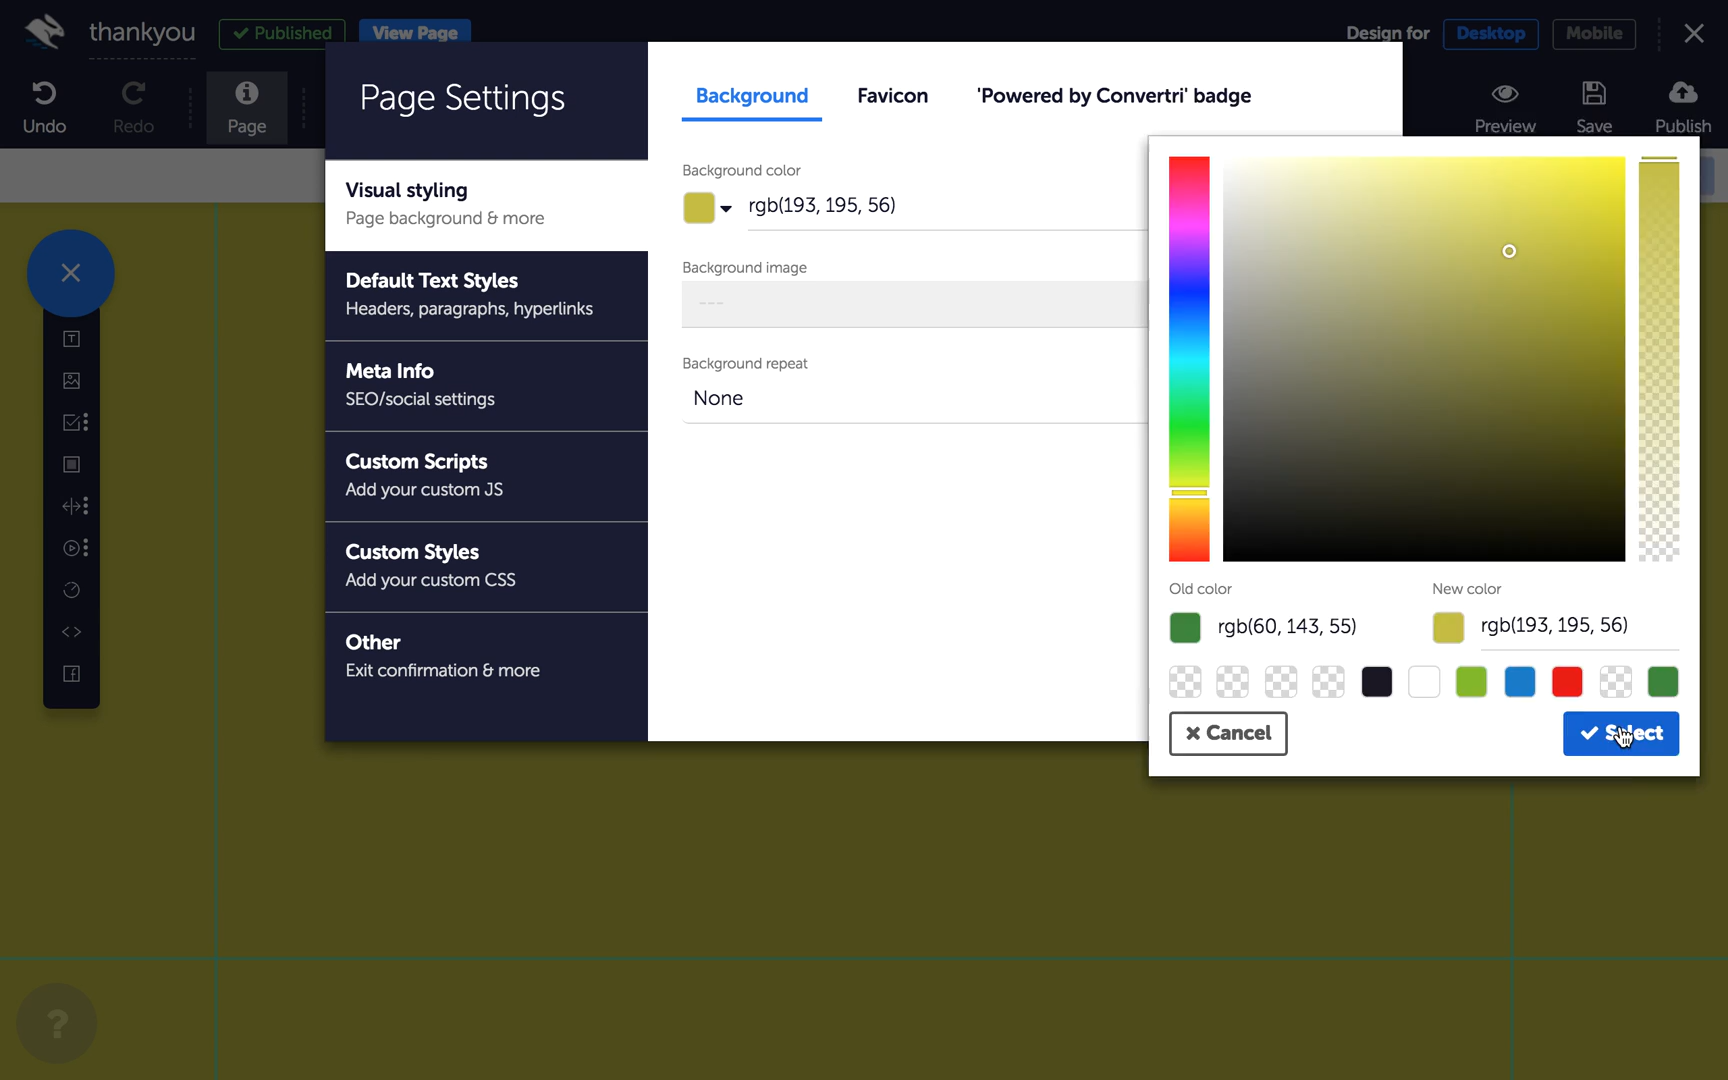 thankyou
Published
View Page
Design for
Desktop
Mobile
Undo
Redo
Page
Preview
Save
Publish
Page Settings
Visual styling
Page background & more
Default Text Styles
Headers, paragraphs, hyperlinks
Meta Info
SEO/social settings
Custom Scripts
Add your custom JS
Custom Styles
Add your custom CSS
Other
Exit confirmation & more
Background
Favicon
'Powered by Convertri' badge
Background color
rgb(193, 195, 56)
Background image
---
Background repeat
None
Old color
New color
rgb(60, 143, 55)
rgb(193, 195, 56)
Cancel
Select
?